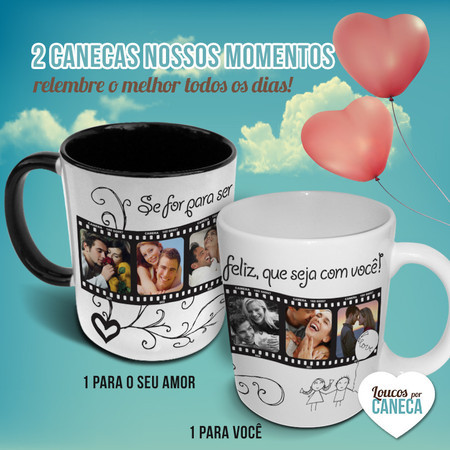 2 CANECAS NOSSOS MOMENTOS
relembre o melhor todos os dias!
Se for para ser
feliz, que seja com você!
1 PARA O SEU AMOR
1 PARA VOCÊ
Loucos por
CANECA